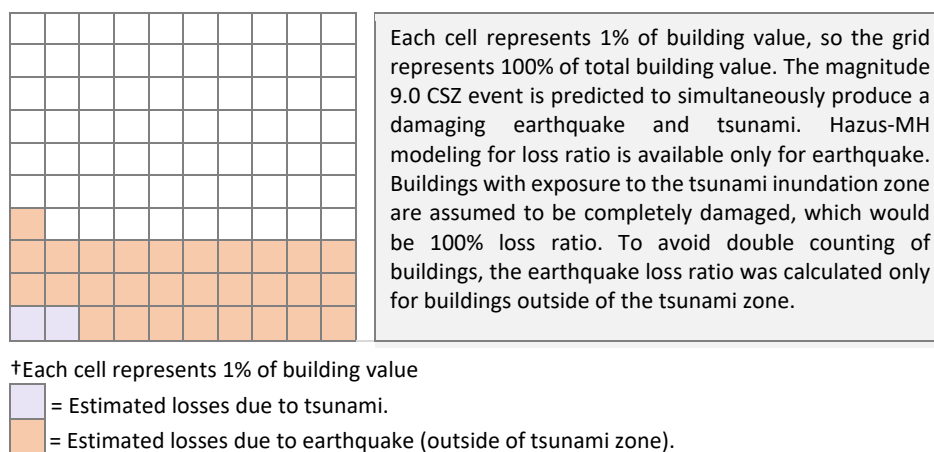 Each cell represents 1% of building value, so the grid
represents 100% of total building value. The magnitude
9.0 CSZ event is predicted to simultaneously produce a
damaging earthquake and tsunami. Hazus-MH
modeling for loss ratio is available only for earthquake.
Buildings with exposure to the tsunami inundation zone
are assumed to be completely damaged, which would
be 100% loss ratio. To avoid double counting of
buildings, the earthquake loss ratio was calculated only
for buildings outside of the tsunami zone.
†Each cell represents 1% of building value
= Estimated losses due to tsunami.
= Estimated losses due to earthquake (outside of tsunami zone).